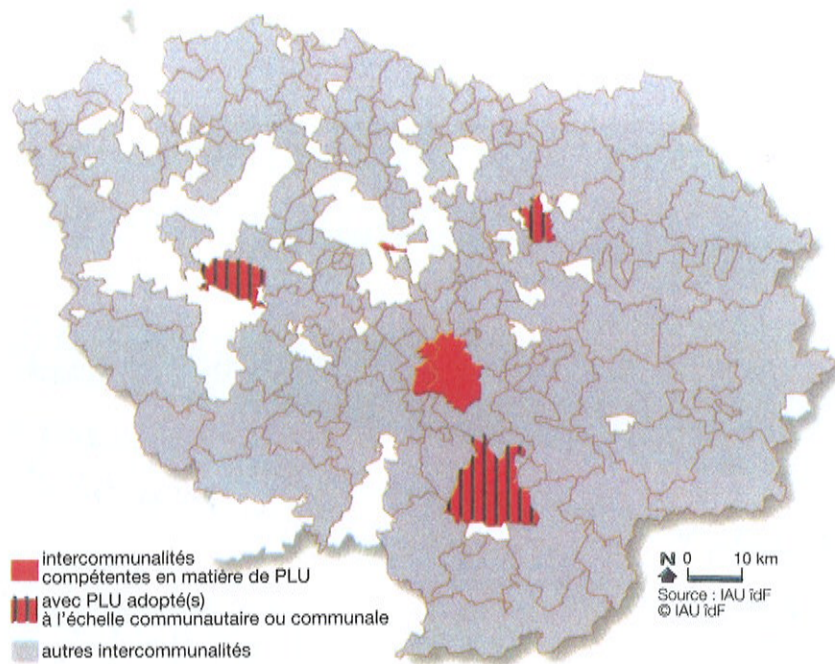 intercommunalités
compétentes en matière de PLU
avec PLU adopté(s)
à l'échelle communautaire ou communale
autres intercommunalités
N 0 10 km
Source : IAU îdF
© IAU îdF